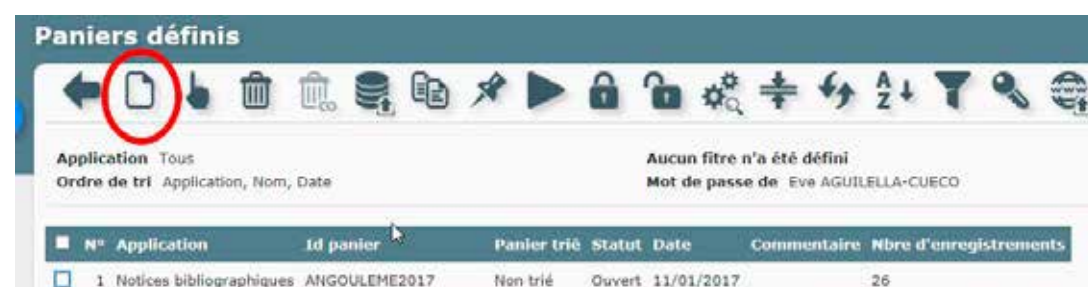 Paniers définis
CO
A
Z
Application Tous Aucun fitre n'a été défini
Ordre de tri Application, Nom, Date Mot de passe de Eve AGUILELLA-CUECO
N° Application Id panier Panier trié Statut Date Commentaire Nbre d'enregistrements
1 Notices bibliographiques ANGOULEME2017 Non trié Ouvert 11/01/2017 26